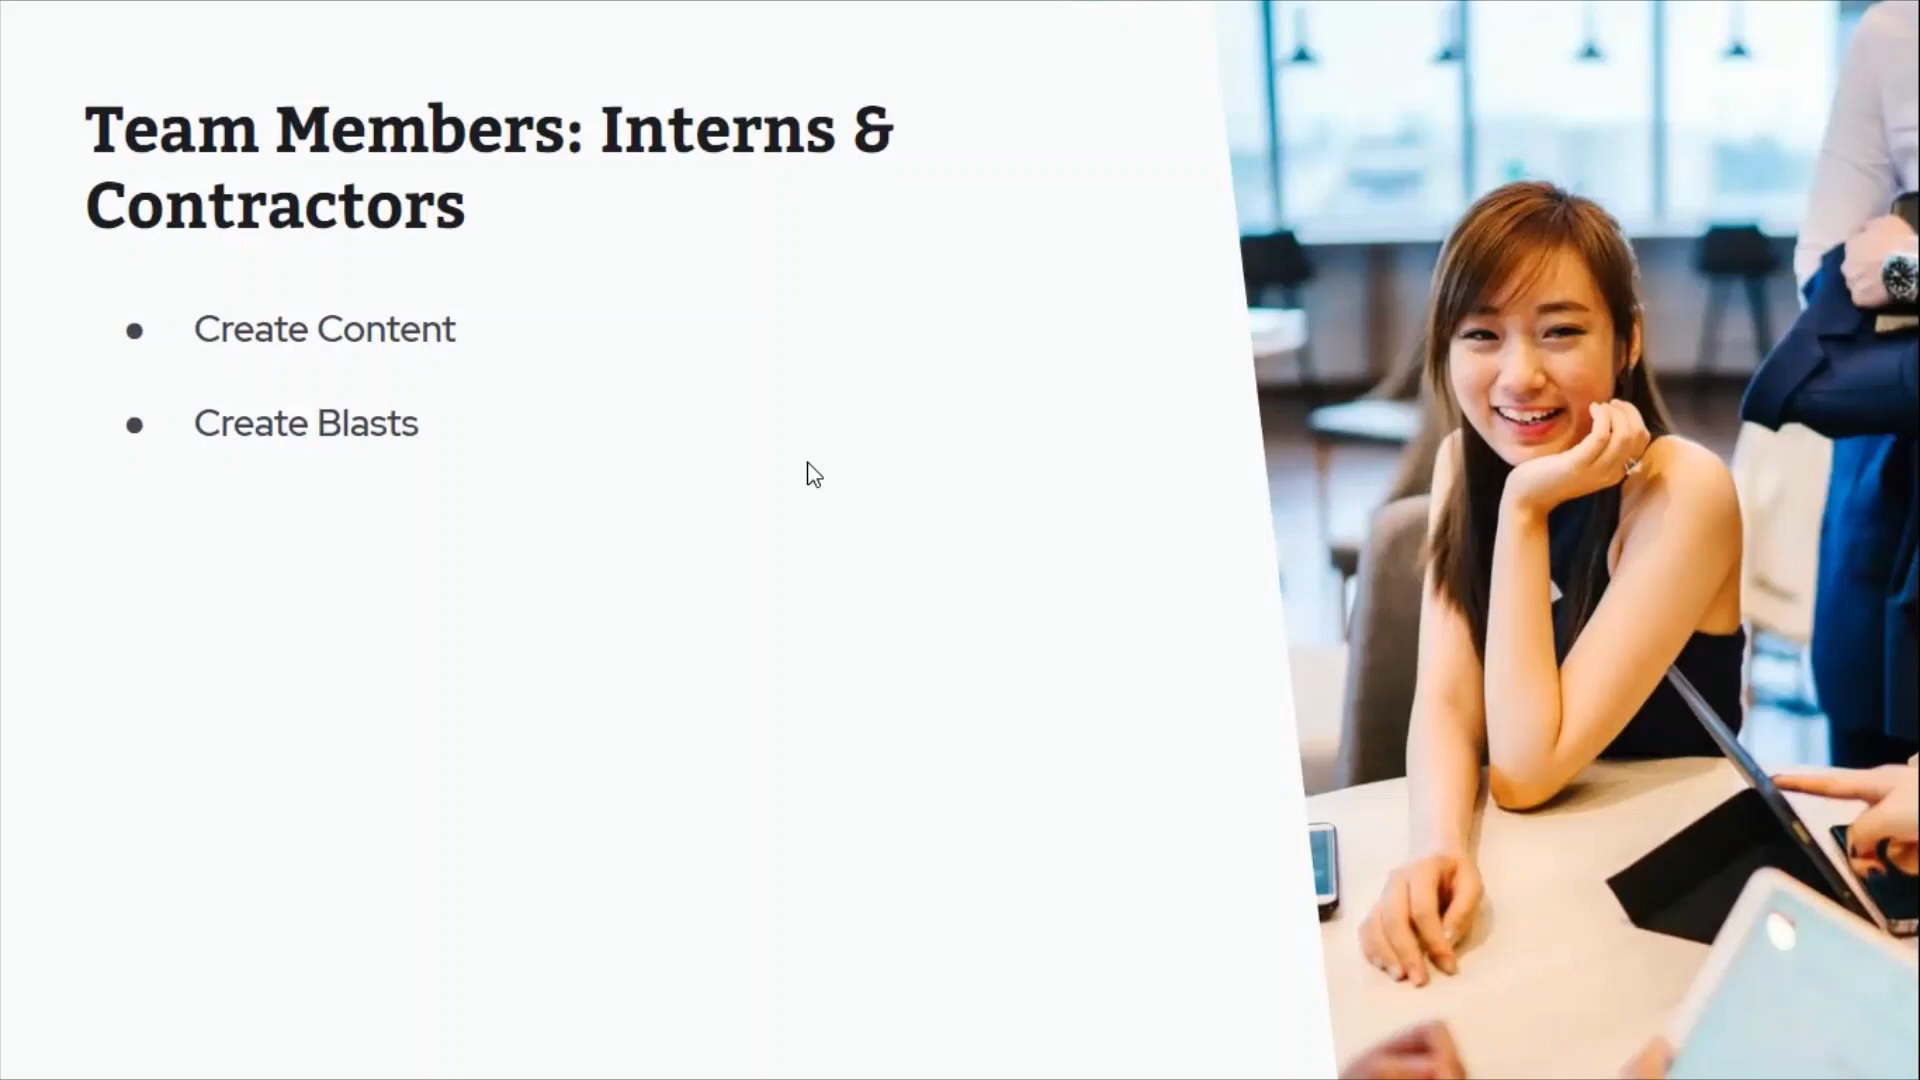 Team Members: Interns &
Contractors
● Create Content
● Create Blasts